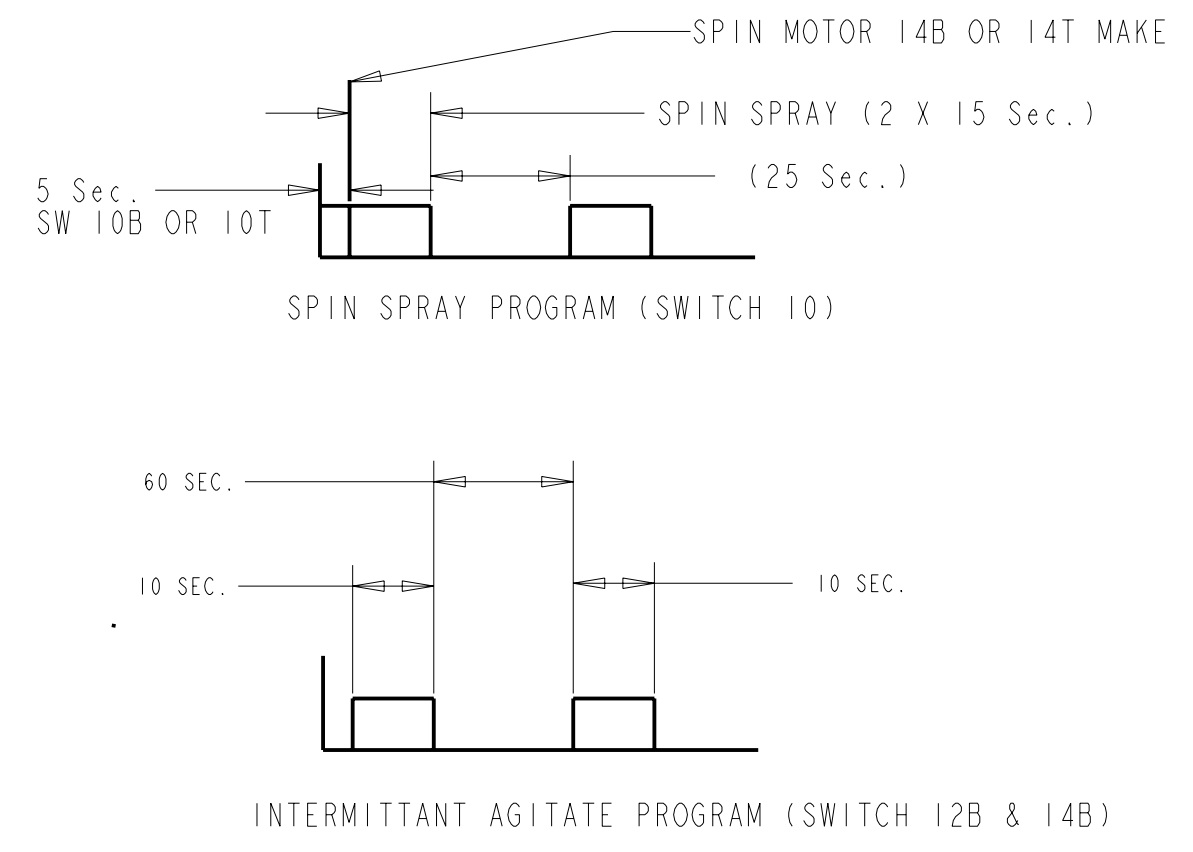 SPIN MOTOR 14B OR 14T MAKE
SPIN SPRAY (2 X 15 Sec.)
(25 Sec.)
5 Sec.
SW 10B OR 10T
SPIN SPRAY PROGRAM (SWITCH 10)
60 SEC.
10 SEC.
10 SEC.
INTERMITTANT AGITATE PROGRAM (SWITCH 12B & 14B)